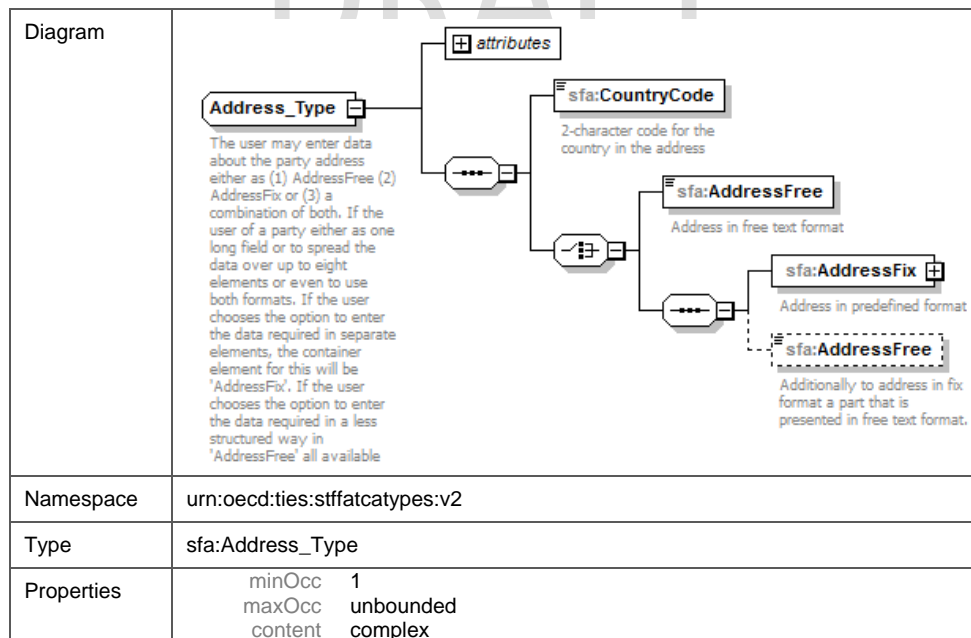 DRAFT
Diagram
attributes
Address_Type
The user may enter data
about the party address
either as (1) AddressFree (2)
AddressFix or (3) a
combination of both. If the
user of a party either as one
long field or to spread the
data over up to eight
elements or even to use
both formats. If the user
chooses the option to enter
the data required in separate
elements, the container
element for this will be
'AddressFix'. If the user
chooses the option to enter
the data required in a less
structured way in
'AddressFree' all available
sfa:CountryCode
2-character code for the
country in the address
sfa:AddressFree
Address in free text format
sfa:AddressFix
Address in predefined format
sfa:AddressFree
Additionally to address in fix
format a part that is
presented in free text format.
Namespace urn:oecd:ties:stffatcatypes:v2
Type sfa:Address_Type
Properties minOcc 1
maxOcc unbounded
content complex